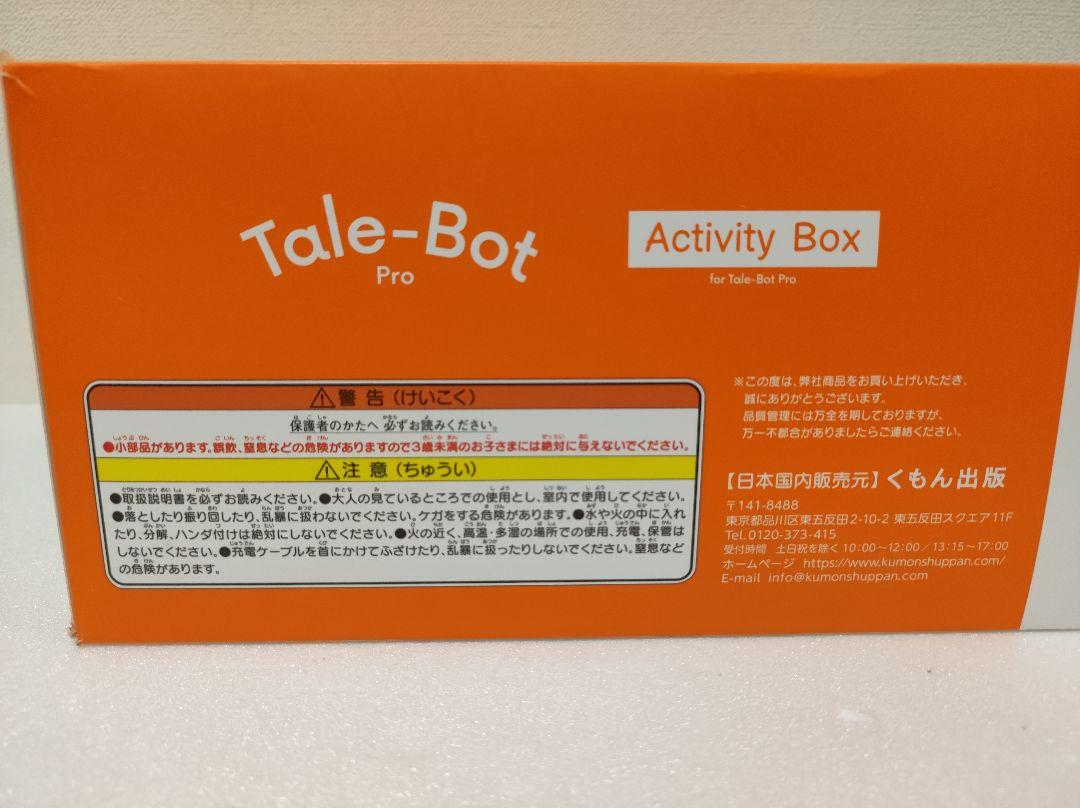 Tale-Bot
Pro
Activity Box
for Tale-Bot Pro
⚠警告(けいこく)
保護者のかたへ 必ずお読みください。
●小部品があります。誤飲、窒息などの危険がありますので3歳未満のお子さまには絶対に与えないでください。
⚠注意(ちゅうい)
●取扱説明書を必ずお読みください。●大人の見ているところでの使用とし、室内で使用してください。
●落としたり振り回したり、乱暴に扱わないでください。ケガをする危険があります。●水や火の中に入れ
たり、分解、ハンダ付けは絶対にしないでください。●火の近く、高温・多湿の場所での使用、充電、保管は
しないでください。●充電ケーブルを首にかけてふざけたり、乱暴に扱ったりしないでください。窒息など
の危険があります。
※この度は、弊社商品をお買い上げいただき、
誠にありがとうございます。
品質管理には万全を期しておりますが、
万一不都合がありましたらご連絡ください。
【日本国内販売元】くもん出版
〒141-8488
東京都品川区東五反田2-10-2 東五反田スクエア11F
Tel. 0120-373-415
受付時間 土日祝を除く 10:00〜12:00/13:15〜17:00
ホームページ https://www.kumonshuppan.com/
E-mail info@kumonshuppan.com